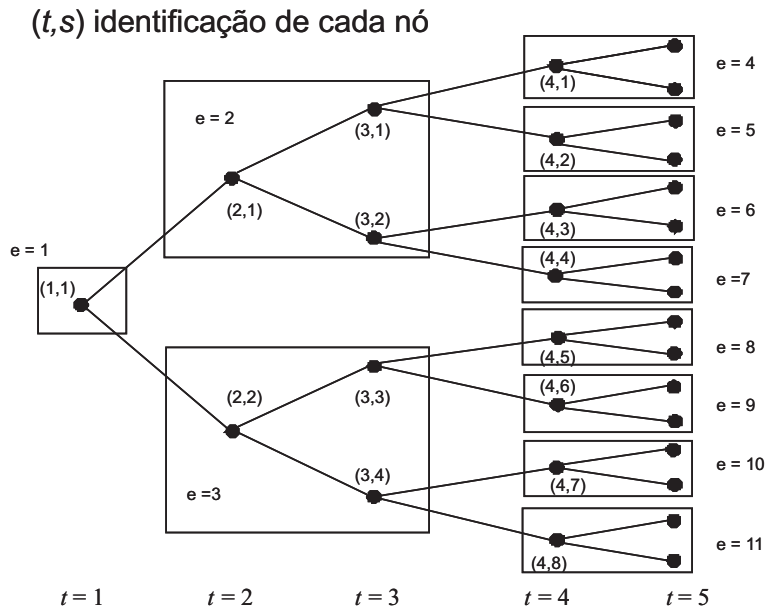 (t,s) identificação de cada nó
e = 4
(4,1)
e = 2
(3,1)
e = 5
(4,2)
(2,1)
(3,2)
e = 6
(4,3)
e = 1
(4,4)
e =7
(1,1)
e = 8
(4,5)
(2,2)
(3,3)
(4,6)
e = 9
(3,4)
e = 10
(4,7)
e =3
e = 11
(4,8)
t = 1 t = 2 t = 3 t = 4 t = 5